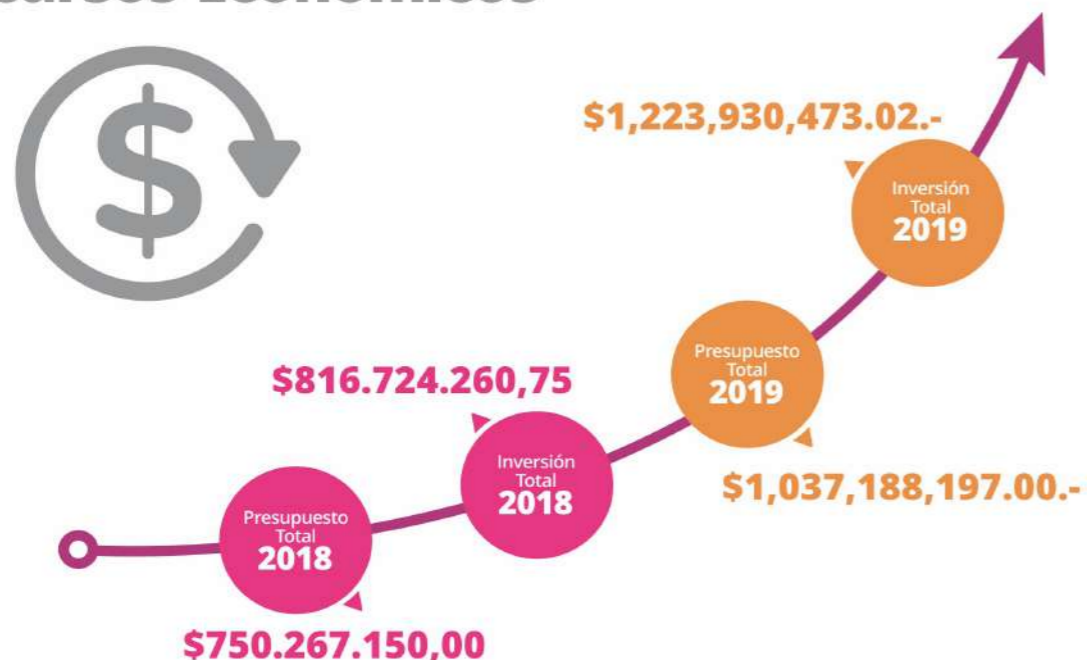 $
$1,223,930,473.02.-
Inversión
Total
2019
Presupuesto
Total
2019
$816.724.260,75
Inversión
Total
2018
$1,037,188,197.00.-
Presupuesto
Total
2018
$750.267.150,00